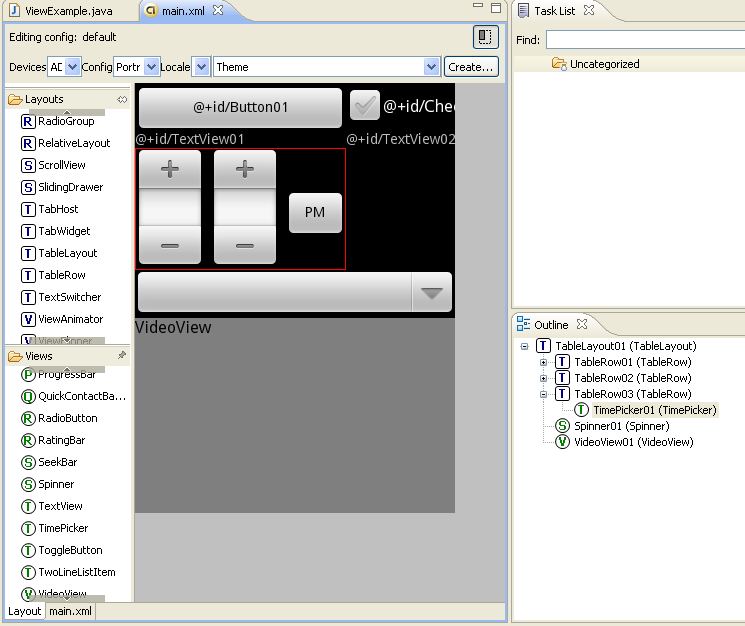 ViewExample.java
main.xml
Editing config: default
Devices
Config
Portr
Locale
Theme
Create...
Layouts
RadioGroup
RelativeLayout
ScrollView
SlidingDrawer
TabHost
TabWidget
TableLayout
TableRow
TextSwitcher
ViewAnimator
ViewFlipper
Views
ProgressBar
QuickContactBa...
RadioButton
RatingBar
SeekBar
Spinner
TextView
TimePicker
ToggleButton
TwoLineListItem
VideoView
Layout
main.xml
@+id/Button01
@+id/Che
@+id/TextView01
@+id/TextView02
PM
VideoView
Task List
Find:
Uncategorized
Outline
TableLayout01 (TableLayout)
TableRow01 (TableRow)
TableRow02 (TableRow)
TableRow03 (TableRow)
TimePicker01 (TimePicker)
Spinner01 (Spinner)
VideoView01 (VideoView)